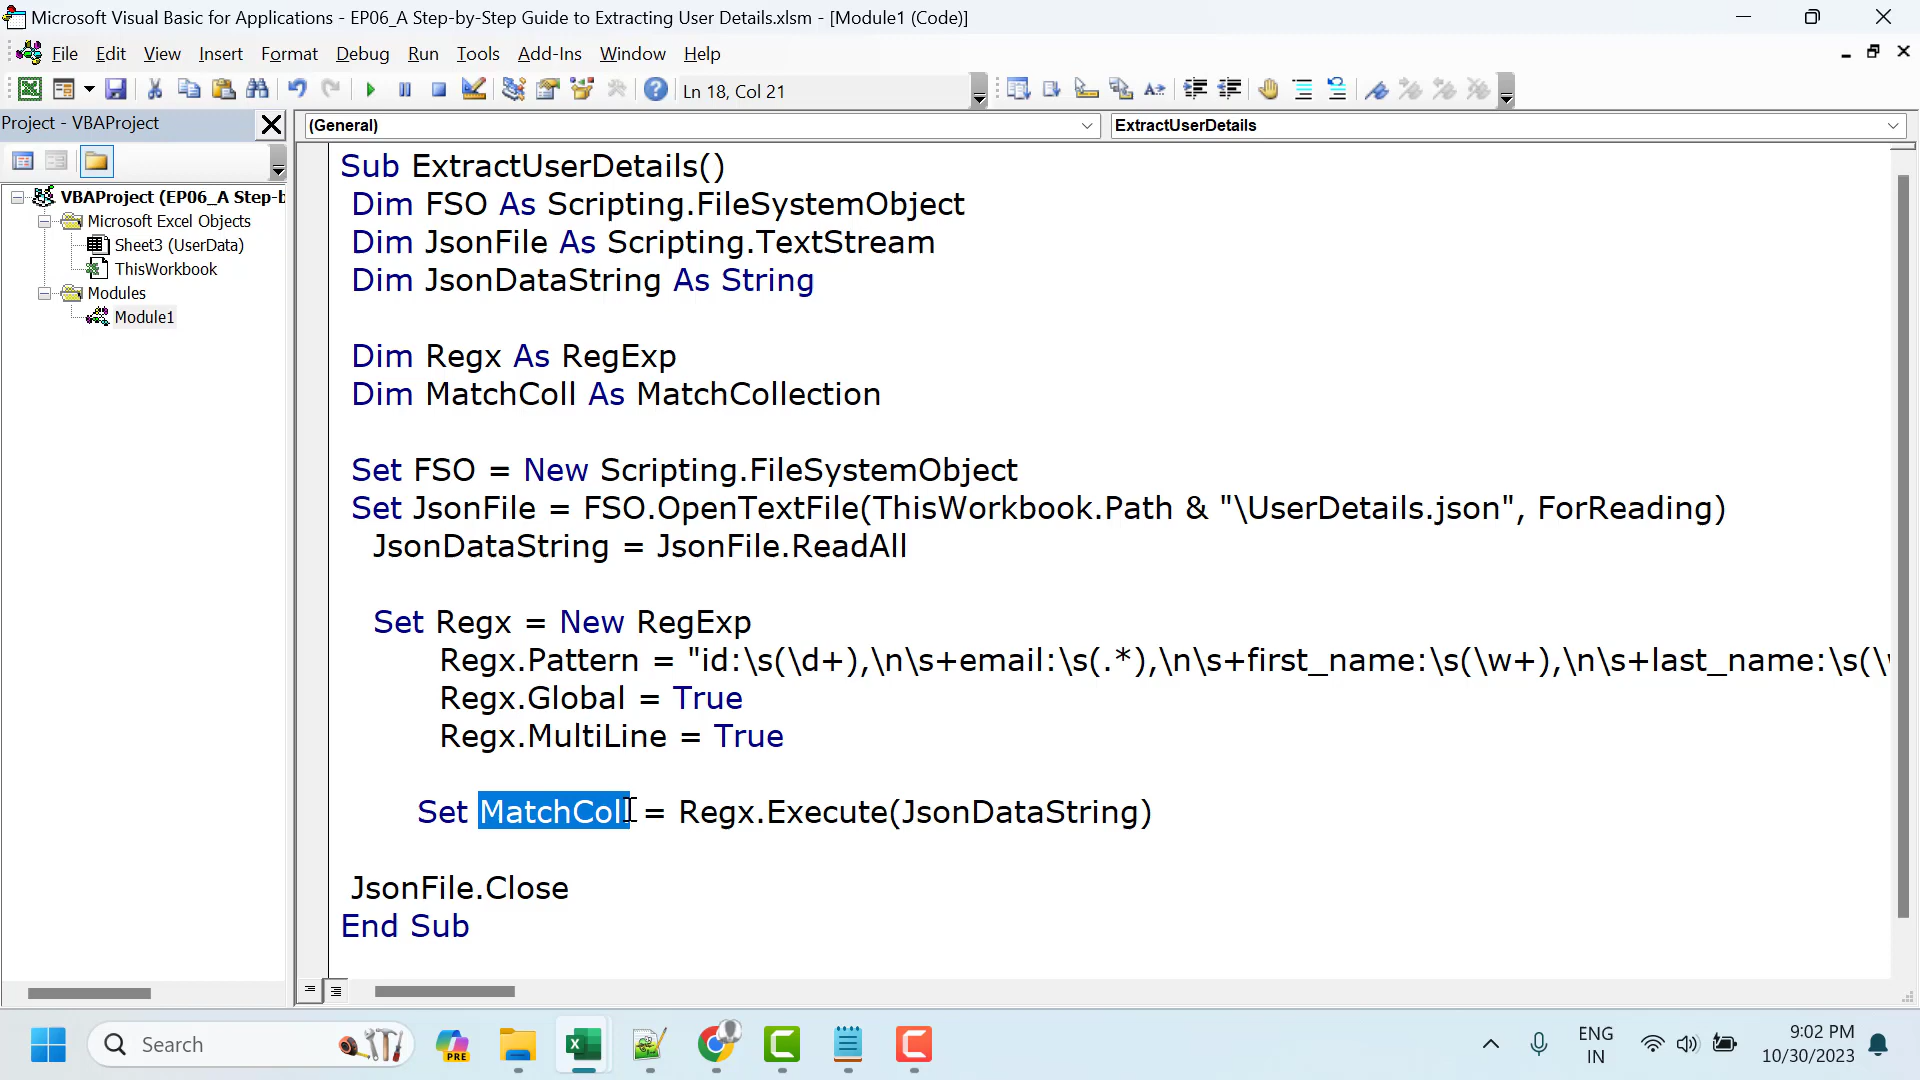 Microsoft Visual Basic for Applications - EP06_A Step-by-Step Guide to Extracting User Details.xlsm - [Module1 (Code)]
File Edit View Insert Format Debug Run Tools Add-Ins Window Help
Ln 18, Col 21
Project - VBAProject
(General)
ExtractUserDetails
VBAProject (EP06_A Step-b
Microsoft Excel Objects
Sheet3 (UserData)
ThisWorkbook
Modules
Module1
Sub ExtractUserDetails()
Dim FSO As Scripting.FileSystemObject
Dim JsonFile As Scripting.TextStream
Dim JsonDataString As String
Dim Regx As RegExp
Dim MatchColl As MatchCollection
Set FSO = New Scripting.FileSystemObject
Set JsonFile = FSO.OpenTextFile(ThisWorkbook.Path & "\UserDetails.json", ForReading)
JsonDataString = JsonFile.ReadAll
Set Regx = New RegExp
Regx.Pattern = "id:\s(\d+),\n\s+email:\s(.*),\n\s+first_name:\s(\w+),\n\s+last_name:\s(\
Regx.Global = True
Regx.MultiLine = True
Set MatchColl = Regx.Execute(JsonDataString)
JsonFile.Close
End Sub
Search
PRE
ENG
IN
9:02 PM
10/30/2023